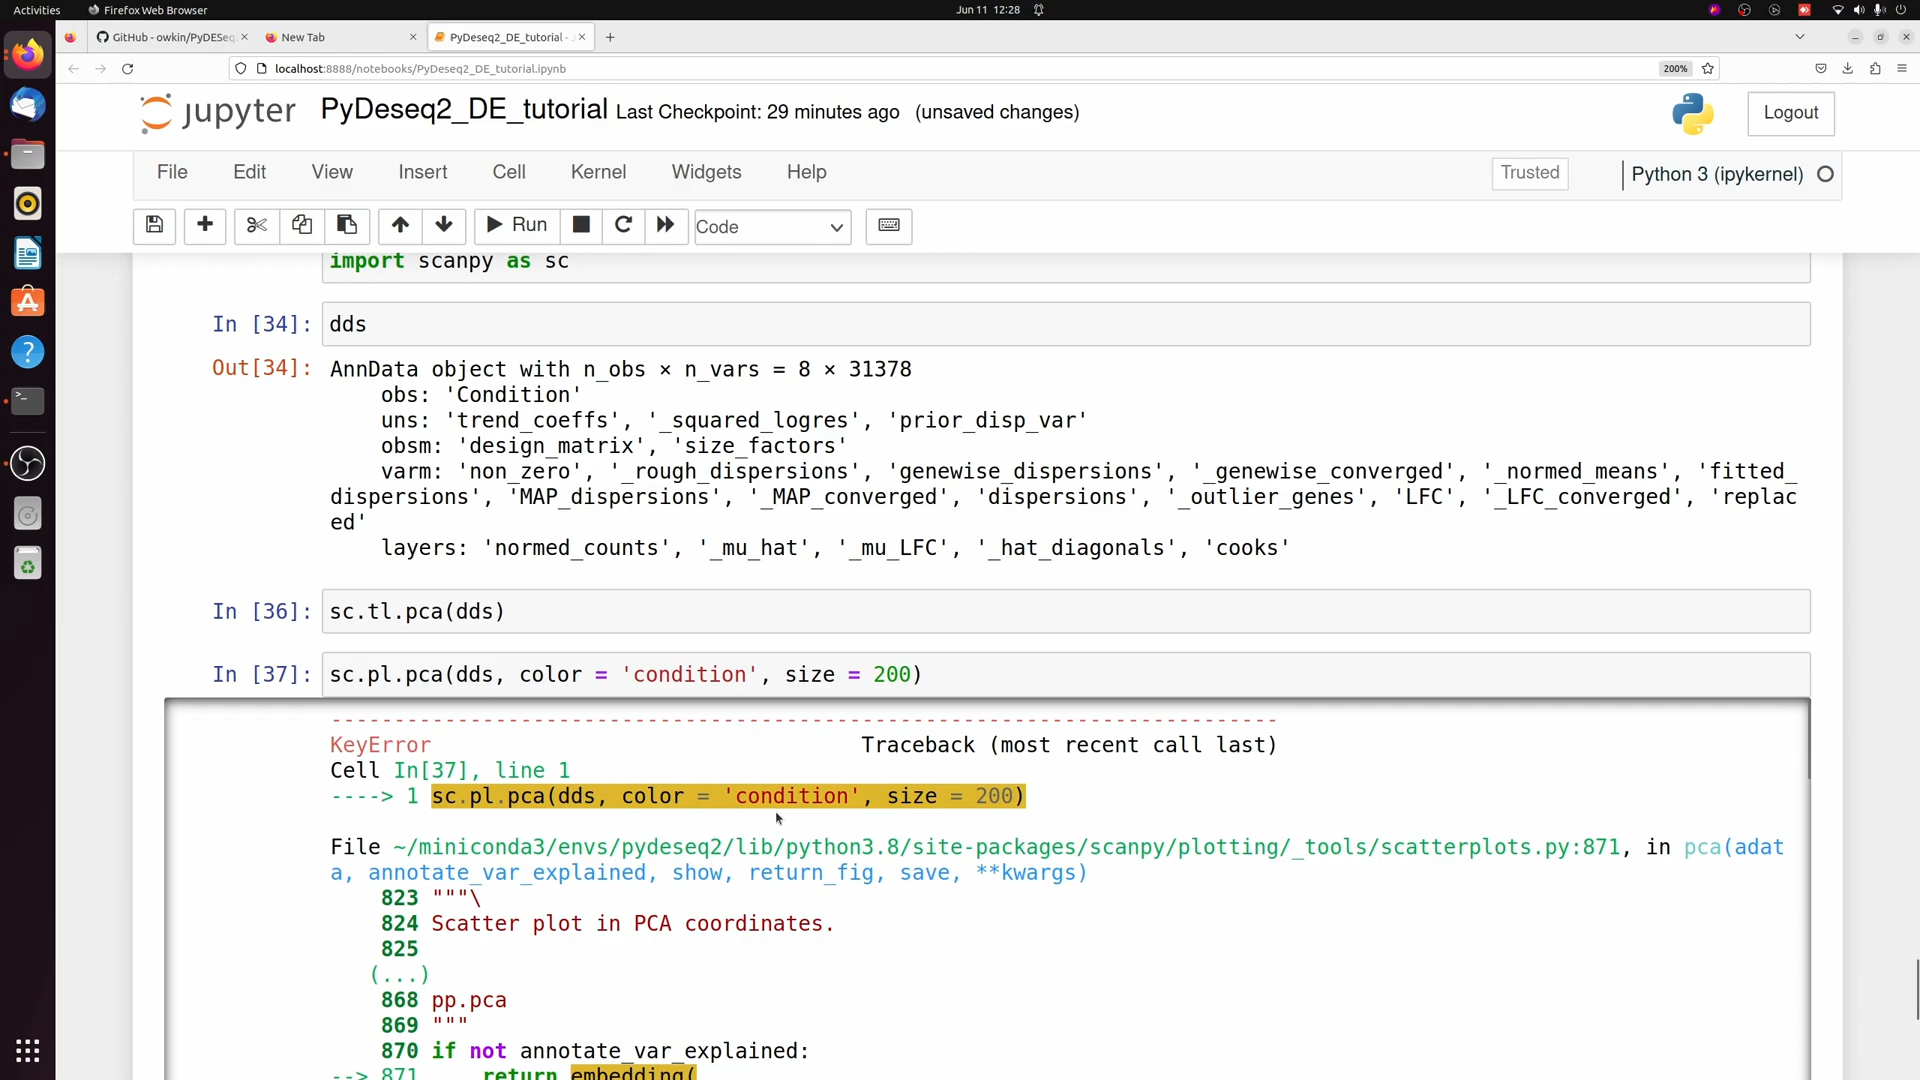 Activities
Firefox Web Browser
Jun 11 12:28
GitHub - owkin/PyDESeq
New Tab
PyDeseq2_DE_tutorial -
localhost:8888/notebooks/PyDeseq2_DE_tutorial.ipynb
200%
jupyter PyDeseq2_DE_tutorial Last Checkpoint: 29 minutes ago (unsaved changes)
Logout
File Edit View Insert Cell Kernel Widgets Help
Trusted
Python 3 (ipykernel)
Run
Code
import scanpy as sc
In [34]: dds
Out[34]: AnnData object with n_obs × n_vars = 8 × 31378
obs: 'Condition'
uns: 'trend_coeffs', '_squared_logres', 'prior_disp_var'
obsm: 'design_matrix', 'size_factors'
varm: 'non_zero', '_rough_dispersions', 'genewise_dispersions', '_genewise_converged', '_normed_means', 'fitted_
dispersions', 'MAP_dispersions', '_MAP_converged', 'dispersions', '_outlier_genes', 'LFC', '_LFC_converged', 'replac
ed'
layers: 'normed_counts', '_mu_hat', '_mu_LFC', '_hat_diagonals', 'cooks'
In [36]: sc.tl.pca(dds)
In [37]: sc.pl.pca(dds, color = 'condition', size = 200)
---------------------------------------------------------------------------
KeyError Traceback (most recent call last)
Cell In[37], line 1
----> 1 sc.pl.pca(dds, color = 'condition', size = 200)
File ~/miniconda3/envs/pydeseq2/lib/python3.8/site-packages/scanpy/plotting/_tools/scatterplots.py:871, in pca(adat
a, annotate_var_explained, show, return_fig, save, **kwargs)
823 """\
824 Scatter plot in PCA coordinates.
825
(...)
868 pp.pca
869 """
870 if not annotate_var_explained:
--> 871 return embedding(